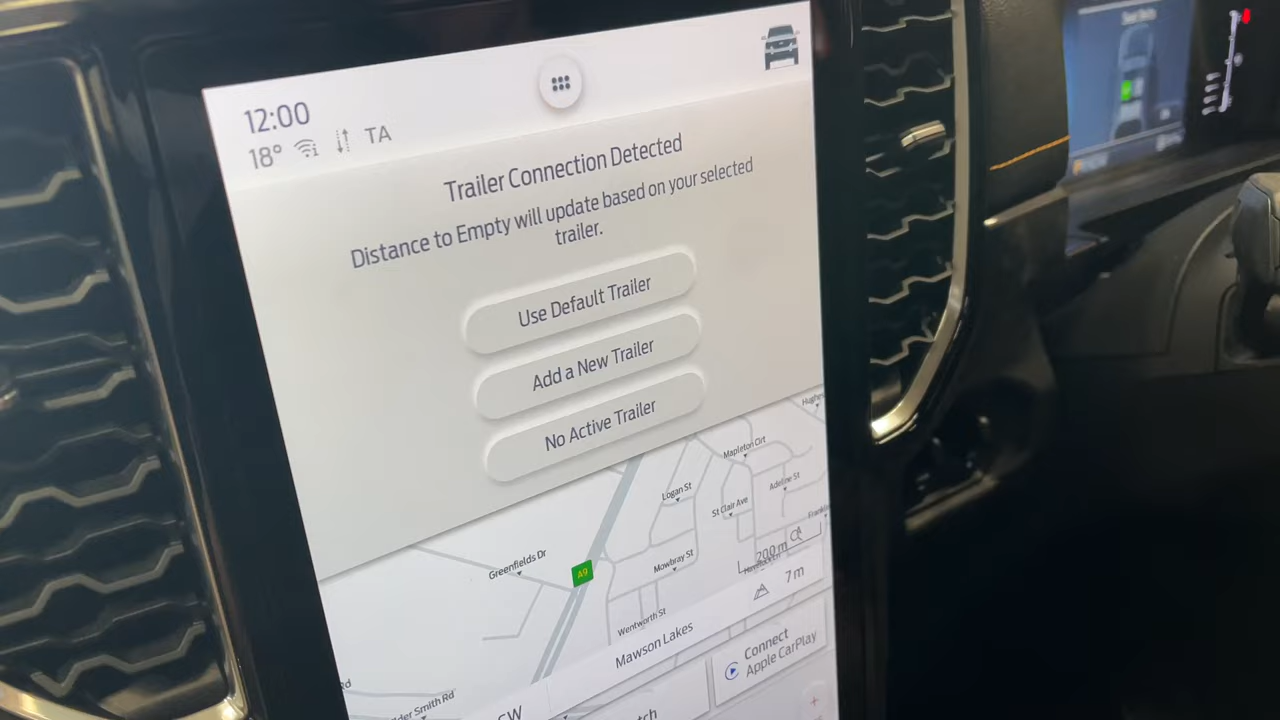 12:00
18° TA
Trailer Connection Detected
Distance to Empty will update based on your selected
trailer.
Use Default Trailer
Add a New Trailer
No Active Trailer
Mapleton Cirt
Logan St
Adeline St
St Clair Ave
200 m
Greenfields Dr
A9
Mowbray St
7 m
Wentworth St
Mawson Lakes
Connect
Apple CarPlay